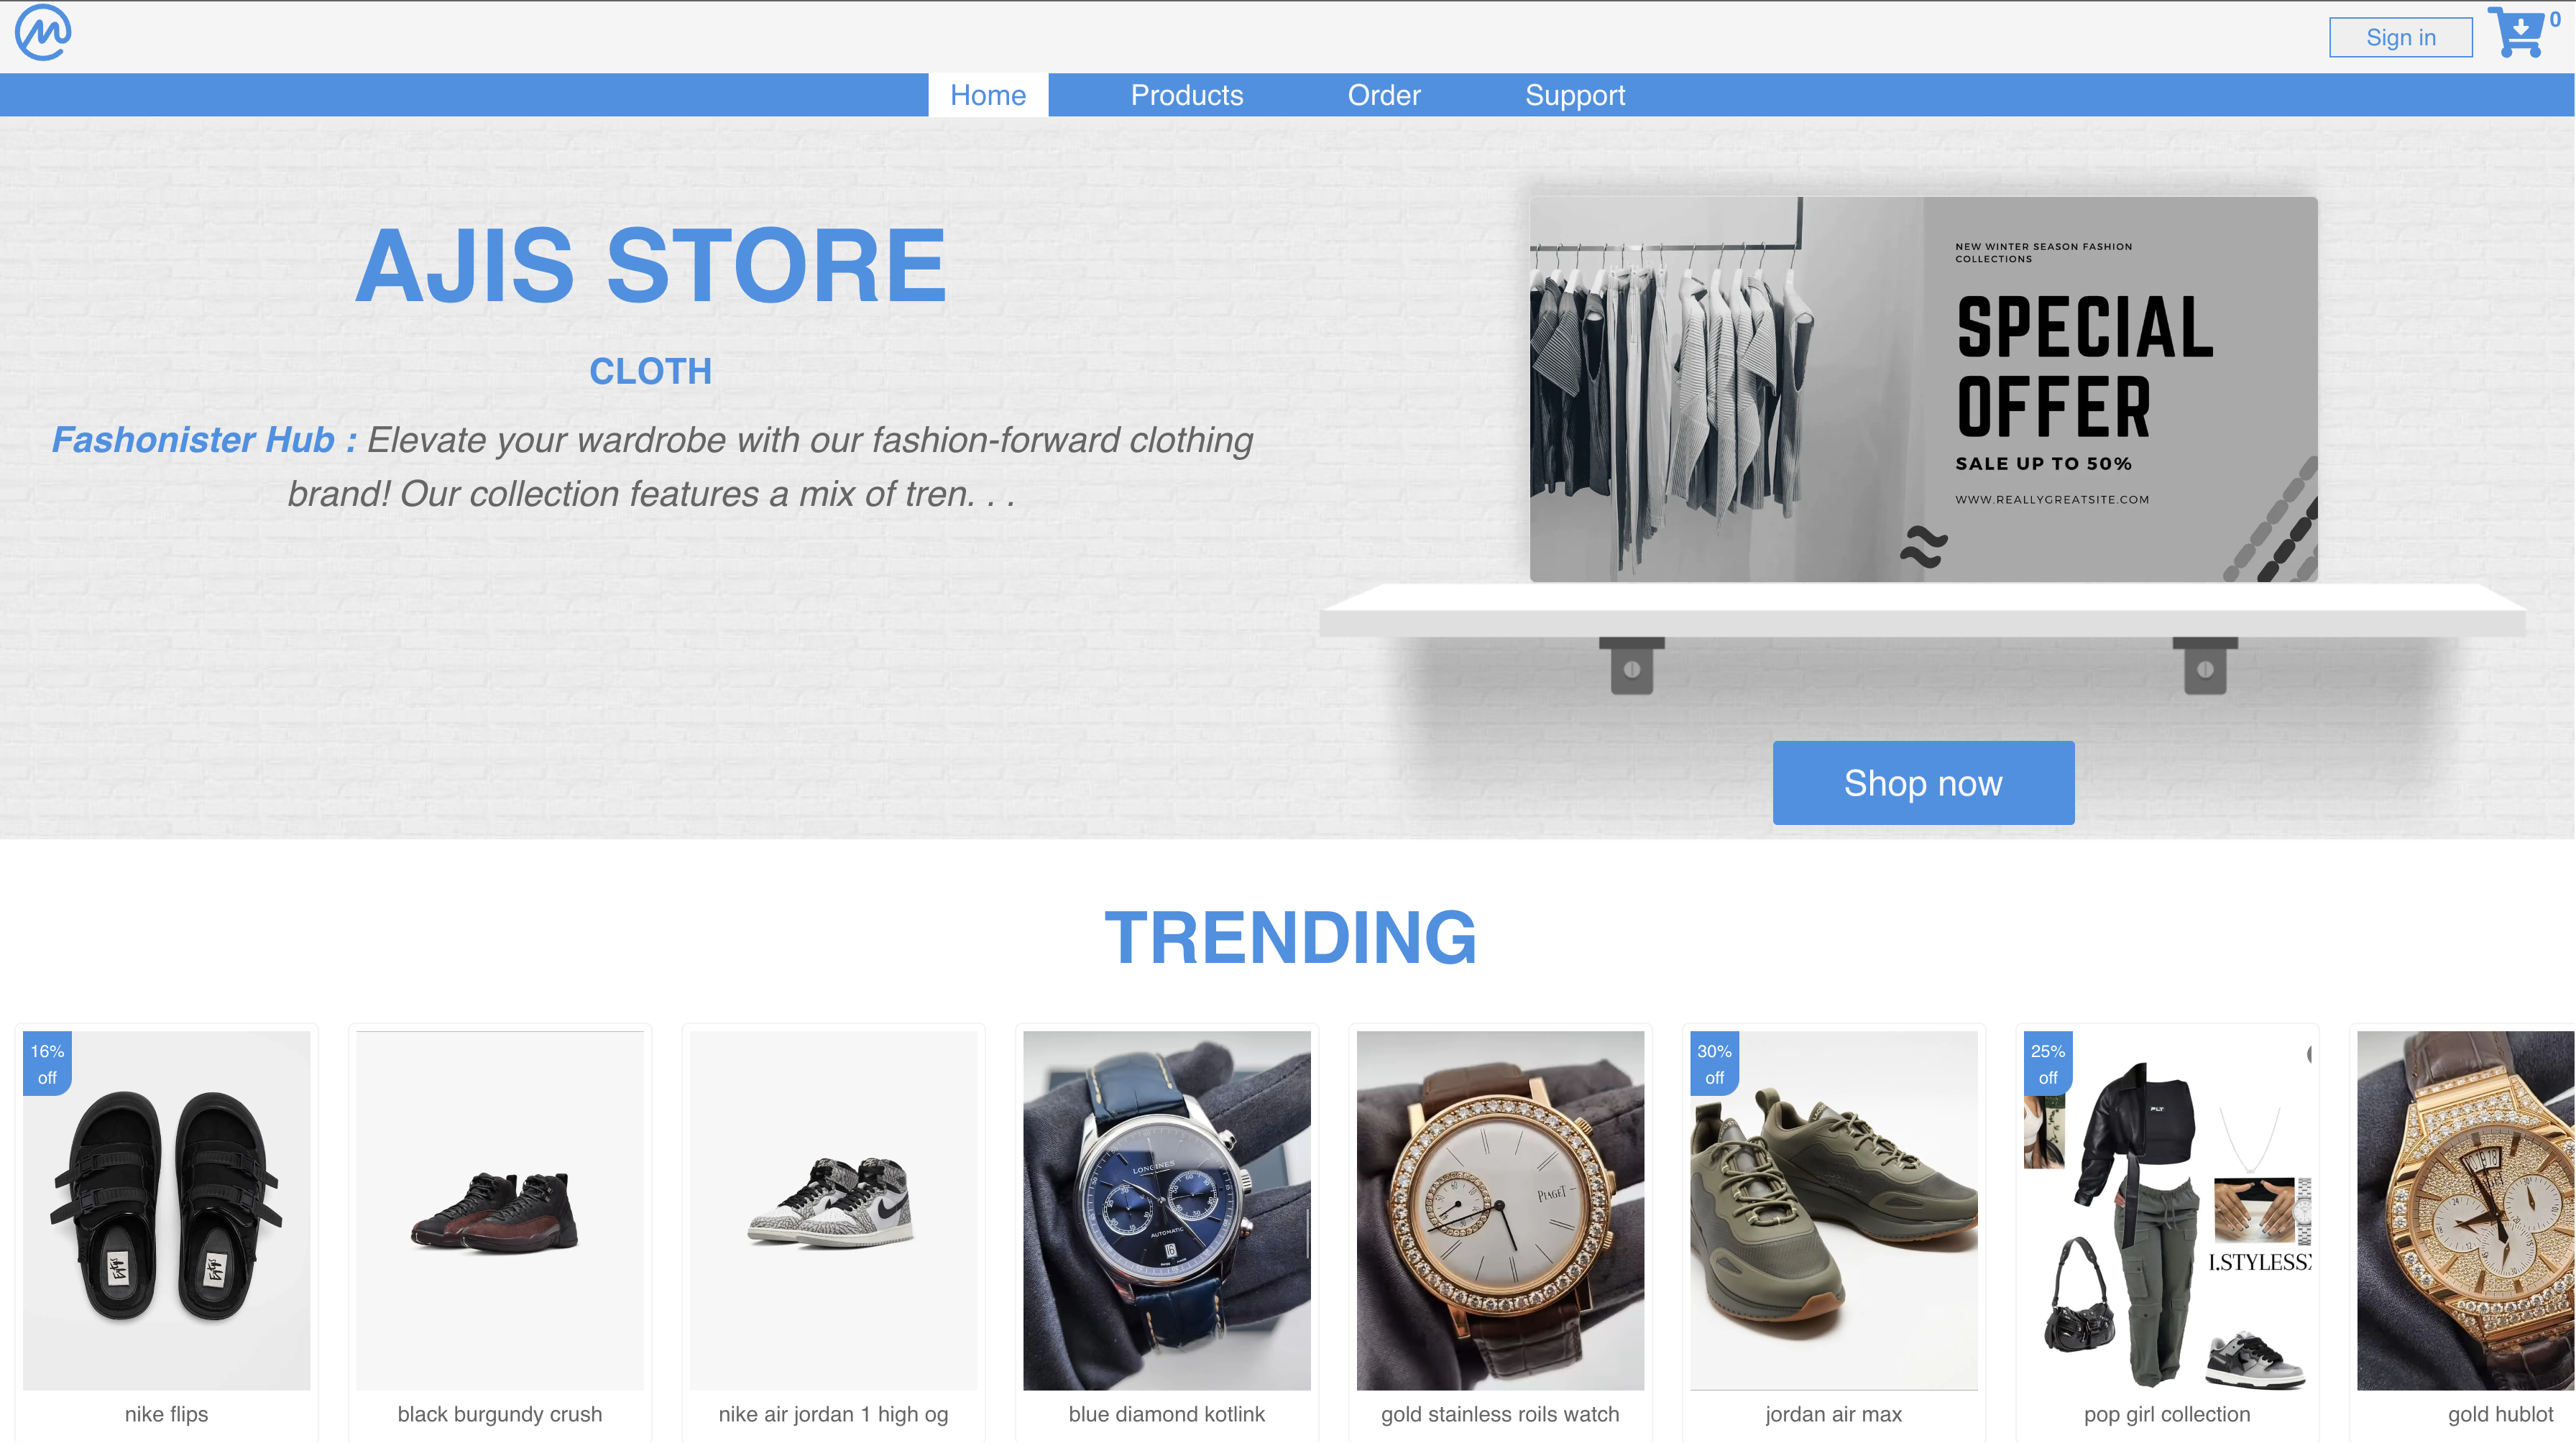 Sign in
0
Home
Products
Order
Support
AJIS STORE
CLOTH
Fashonister Hub : Elevate your wardrobe with our fashion-forward clothing
brand! Our collection features a mix of tren. . .
NEW WINTER SEASON FASHION
COLLECTIONS
SPECIAL
OFFER
SALE UP TO 50%
WWW.REALLYGREATSITE.COM
Shop now
TRENDING
16%
off
LONGINES
AUTOMATIC
16
PIAGET
30%
off
25%
off
PLT
I.STYLESS
nike flips
black burgundy crush
nike air jordan 1 high og
blue diamond kotlink
gold stainless roils watch
jordan air max
pop girl collection
gold hublot